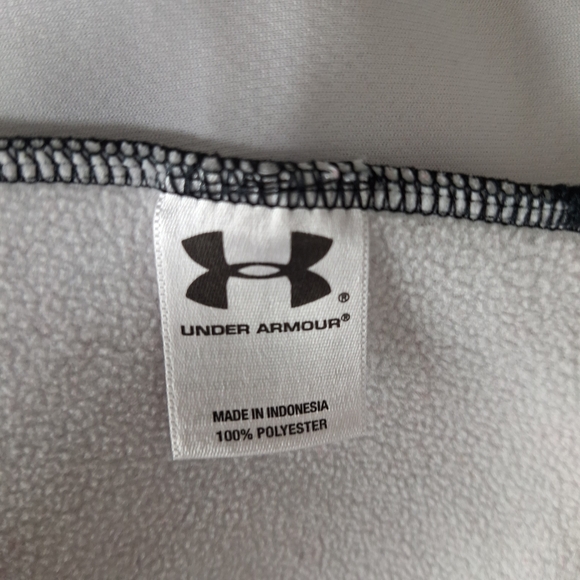 ®
UNDER ARMOUR®
MADE IN INDONESIA
100% POLYESTER